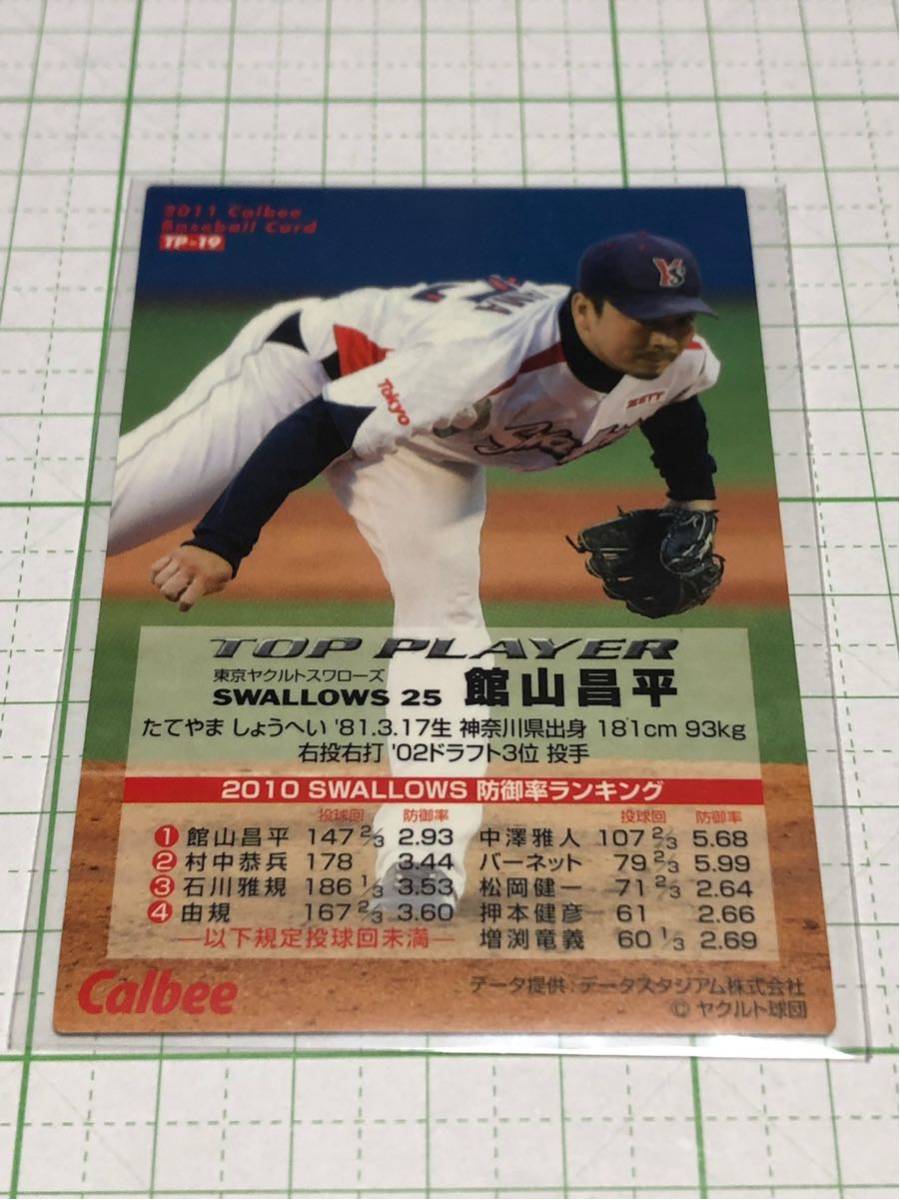 2011 Calbee
Baseball Card
TP-19
YS
Tokyo
ZETT
TOP PLAYER
東京ヤクルトスワローズ
SWALLOWS 25 館山昌平
たてやま しょうへい '81.3.17生 神奈川県出身 181cm 93kg
右投右打 '02ドラフト3位 投手
2010 SWALLOWS 防御率ランキング
投球回 防御率 投球回 防御率
1 館山昌平 147 2/3 2.93 中澤雅人 107 2/3 5.68
2 村中恭兵 178 3.44 バーネット 79 2/3 5.99
3 石川雅規 186 1/3 3.53 松岡健一 71 2/3 2.64
4 由規 167 2/3 3.60 押本健彦 61 2.66
―以下規定投球回未満― 増渕竜義 60 1/3 2.69
Calbee
データ提供:データスタジアム株式会社
© ヤクルト球団